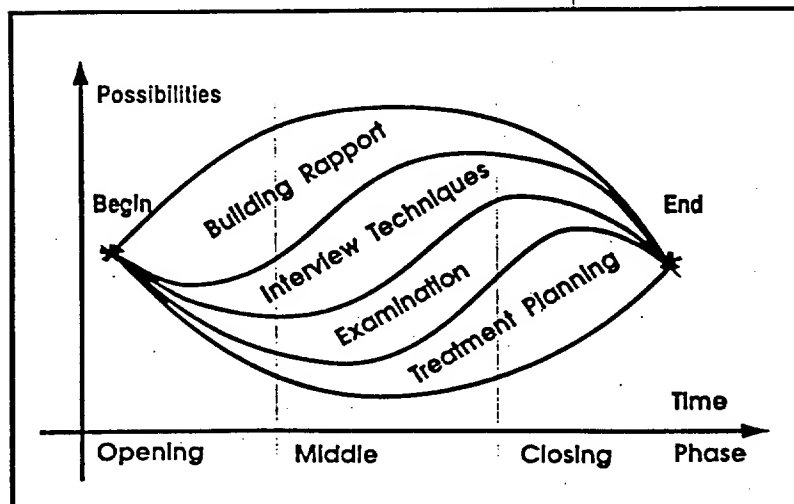 Possibilities
Begin
End
Building Rapport
Interview Techniques
Examination
Treatment Planning
Time
Opening
Middle
Closing
Phase